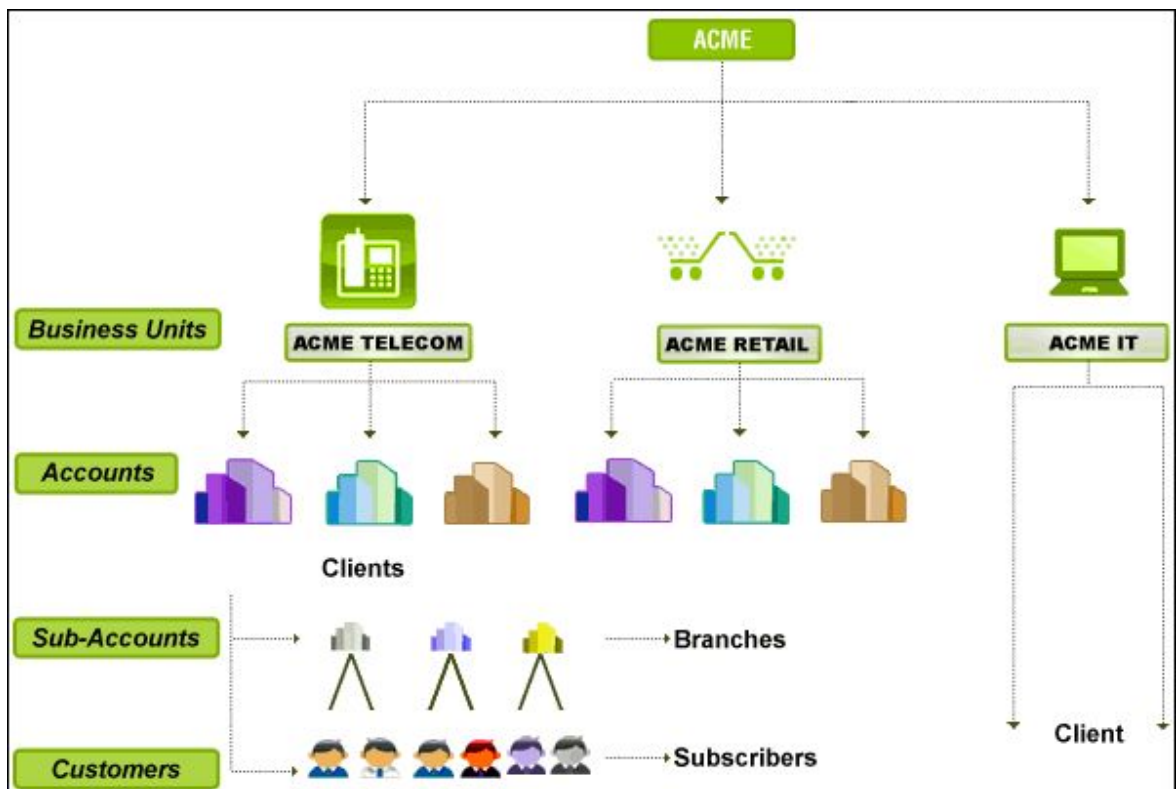 ACME
Business Units
ACME TELECOM
ACME RETAIL
ACME IT
Accounts
Clients
Sub-Accounts
Branches
Client
Customers
Subscribers